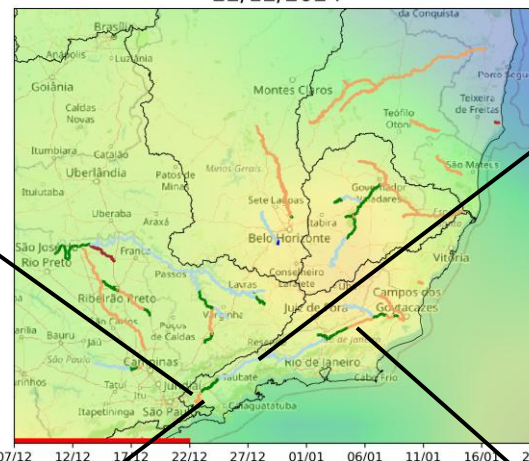 Brasília
da Conquista
Luziânia
Goiânia
Montes Claros
Porto Segu
Caldas
Novas
Teixeira
de Freitas
Teófilo
Otoni
Itumbiara
Catalão
São Mateus
Uberlândia
Patos de
Minas
Minas Gerais
Governador
Valadares
Ituiutaba
Sete Lagoas
Uberaba
Araxá
Itabira
Belo Horizonte
São José
Rio Preto
Franca
Vitória
Passos
Conselheiro
Lafaiete
Ribeirão Preto
Lavras
Campos dos
Goytacazes
Juiz de Fora
São Carlos
Varginha
Poços
de Caldas
Bauru
Jaú
São Paulo
Rio de Janeiro
Campinas
Taubaté
Cabo Frio
Tatuí
Jundiaí
Itapetininga
São Paulo
Caraguatatuba
07/12
12/12
17/12
22/12
27/12
01/01
06/01
11/01
16/01